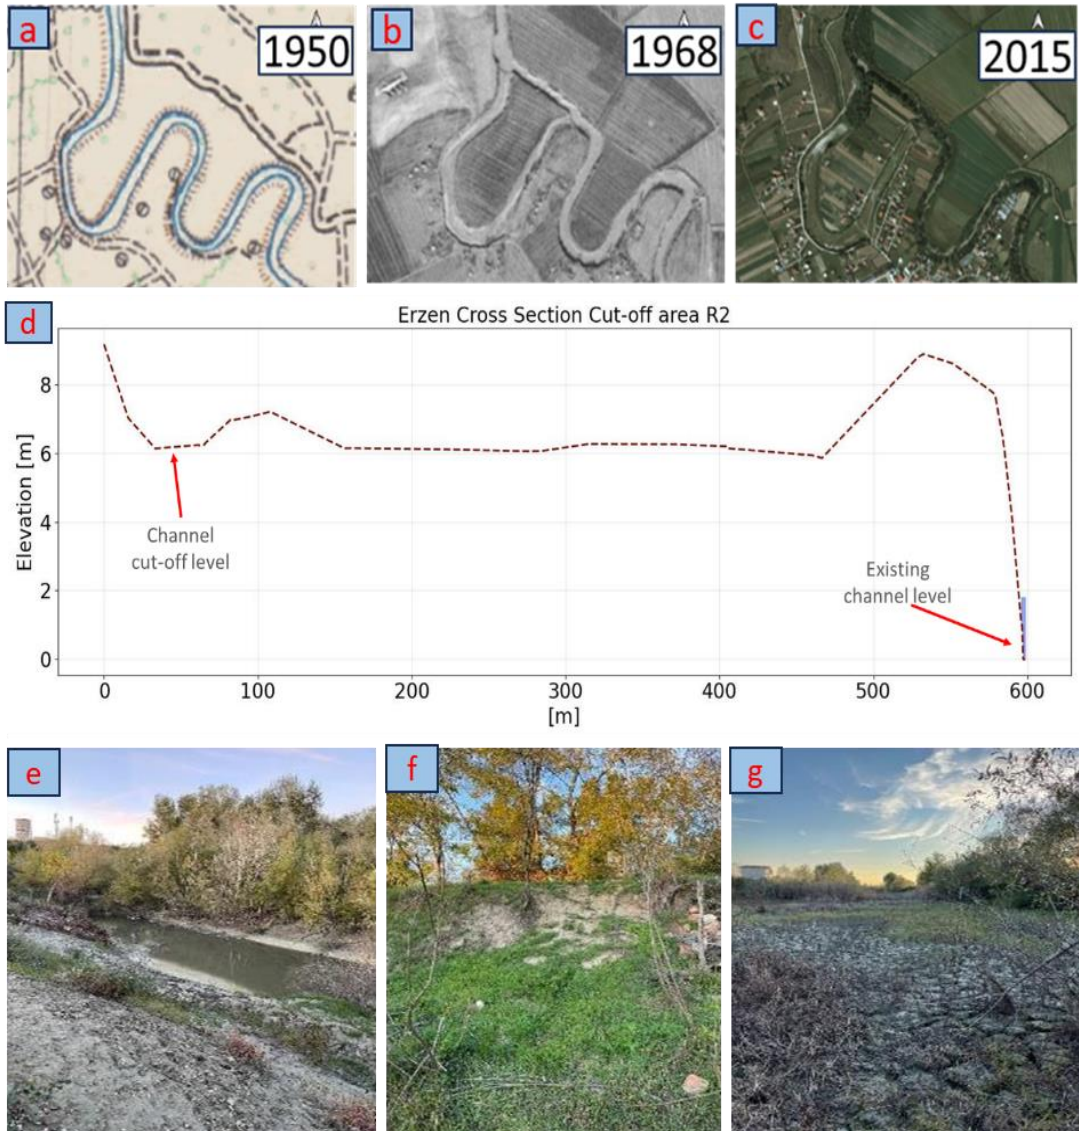 a
1950
b
1968
c
2015
d
Erzen Cross Section Cut-off area R2
Elevation [m]
8
6
4
2
0
Channel
cut-off level
Existing
channel level
0
100
200
300
400
500
600
[m]
e
f
g